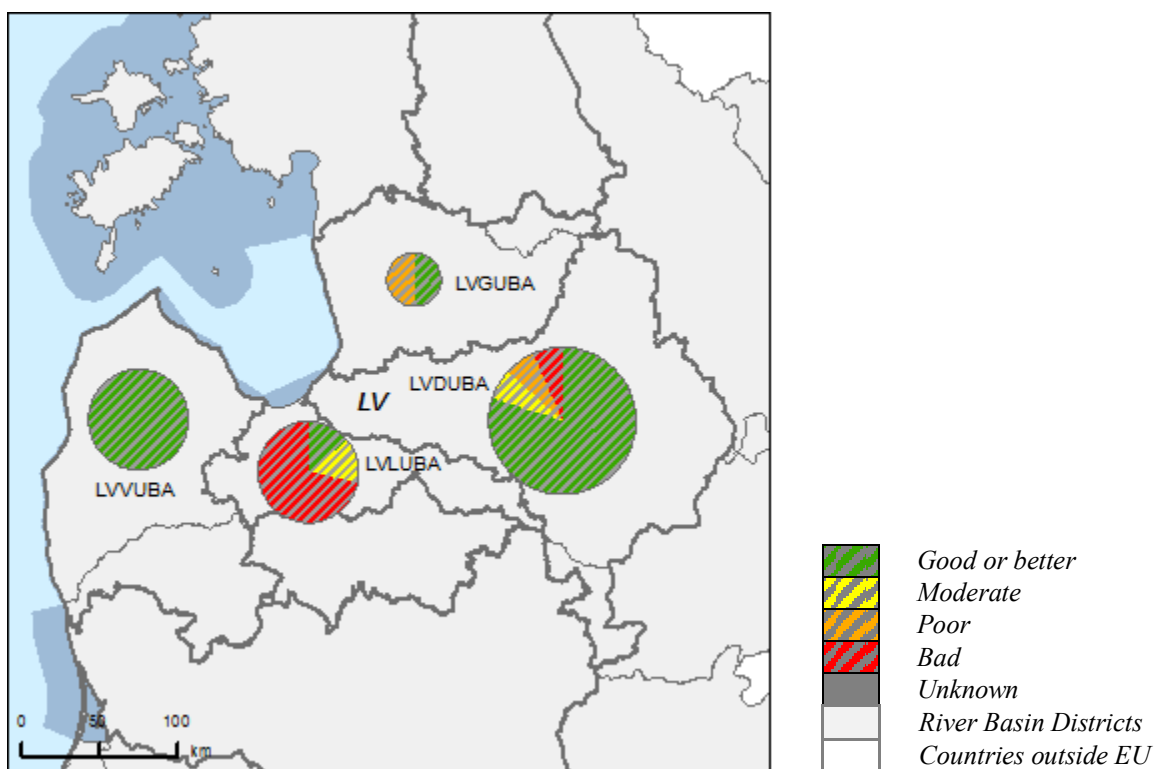 LVGUBA
LVDUBA
LV
LVLUBA
LVVUBA
0 50 100
km
Good or better
Moderate
Poor
Bad
Unknown
River Basin Districts
Countries outside EU